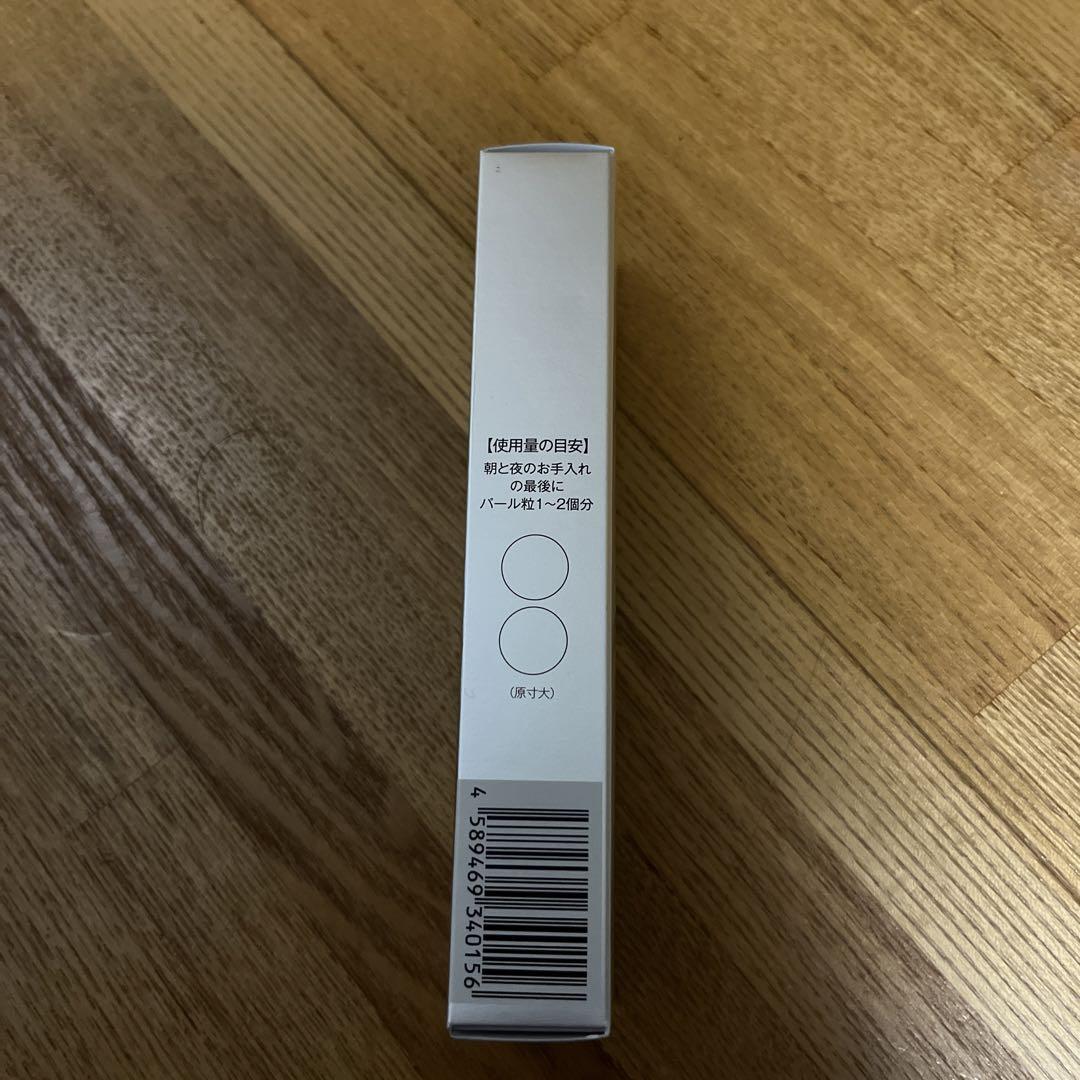 【使用量の目安】
朝と夜のお手入れ
の最後に
パール粒1〜2個分
(原寸大)
4 589469 340156